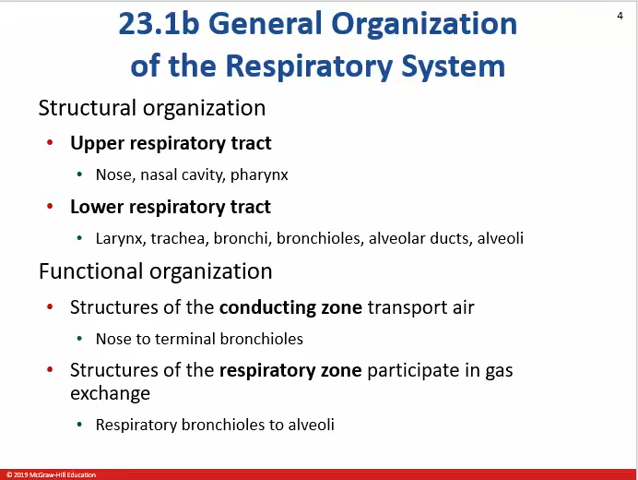 23.1b General Organization
of the Respiratory System
4
Structural organization
• Upper respiratory tract
• Nose, nasal cavity, pharynx
• Lower respiratory tract
• Larynx, trachea, bronchi, bronchioles, alveolar ducts, alveoli
Functional organization
• Structures of the conducting zone transport air
• Nose to terminal bronchioles
• Structures of the respiratory zone participate in gas
exchange
• Respiratory bronchioles to alveoli
© 2019 McGraw-Hill Education